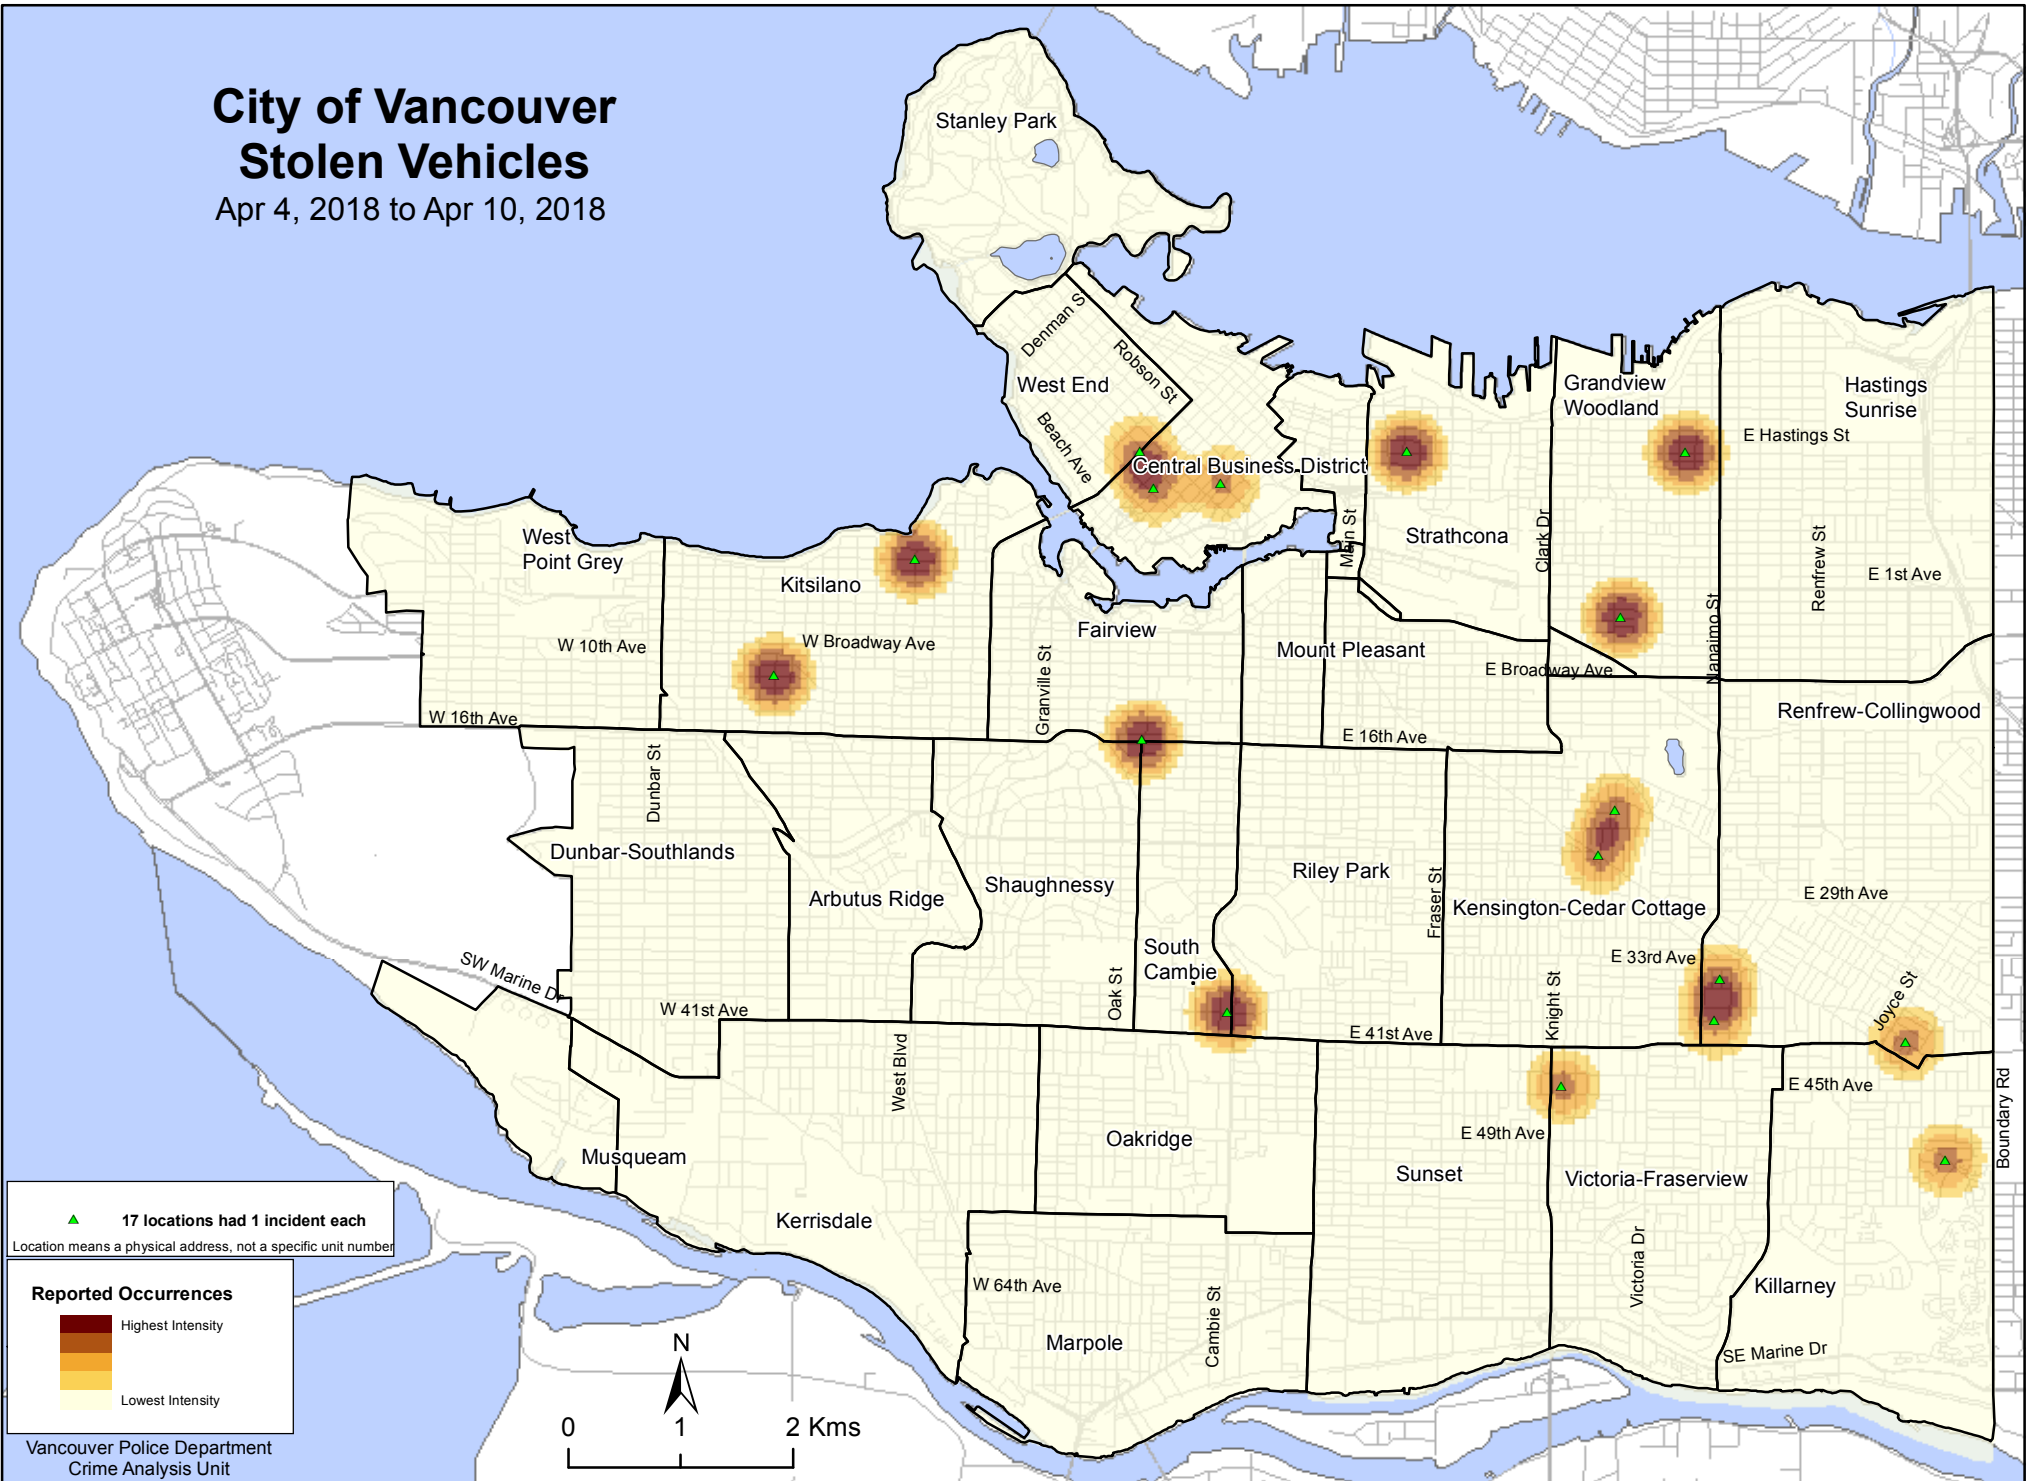 City of Vancouver
Stolen Vehicles
Apr 4, 2018 to Apr 10, 2018
Stanley Park
Denman S
Robson St
West End
Beach Ave
Central Business District
Grandview
Woodland
Hastings
Sunrise
E Hastings St
West
Point Grey
Kitsilano
Main St
Strathcona
Clark Dr
Renfrew St
E 1st Ave
Nanaimo St
W 10th Ave
W Broadway Ave
Fairview
Mount Pleasant
E Broadway Ave
Granville St
W 16th Ave
E 16th Ave
Renfrew-Collingwood
Dunbar St
Dunbar-Southlands
Arbutus Ridge
Shaughnessy
Riley Park
Fraser St
Kensington-Cedar Cottage
E 29th Ave
South
Cambie
E 33rd Ave
SW Marine Dr
W 41st Ave
Oak St
E 41st Ave
Knight St
Joyce St
West Blvd
E 45th Ave
Boundary Rd
Oakridge
E 49th Ave
Musqueam
Sunset
Victoria-Fraserview
Kerrisdale
Victoria Dr
W 64th Ave
Cambie St
Killarney
Marpole
SE Marine Dr
17 locations had 1 incident each
Location means a physical address, not a specific unit number
Reported Occurrences
Highest Intensity
Lowest Intensity
N
0 1 2 Kms
Vancouver Police Department
Crime Analysis Unit